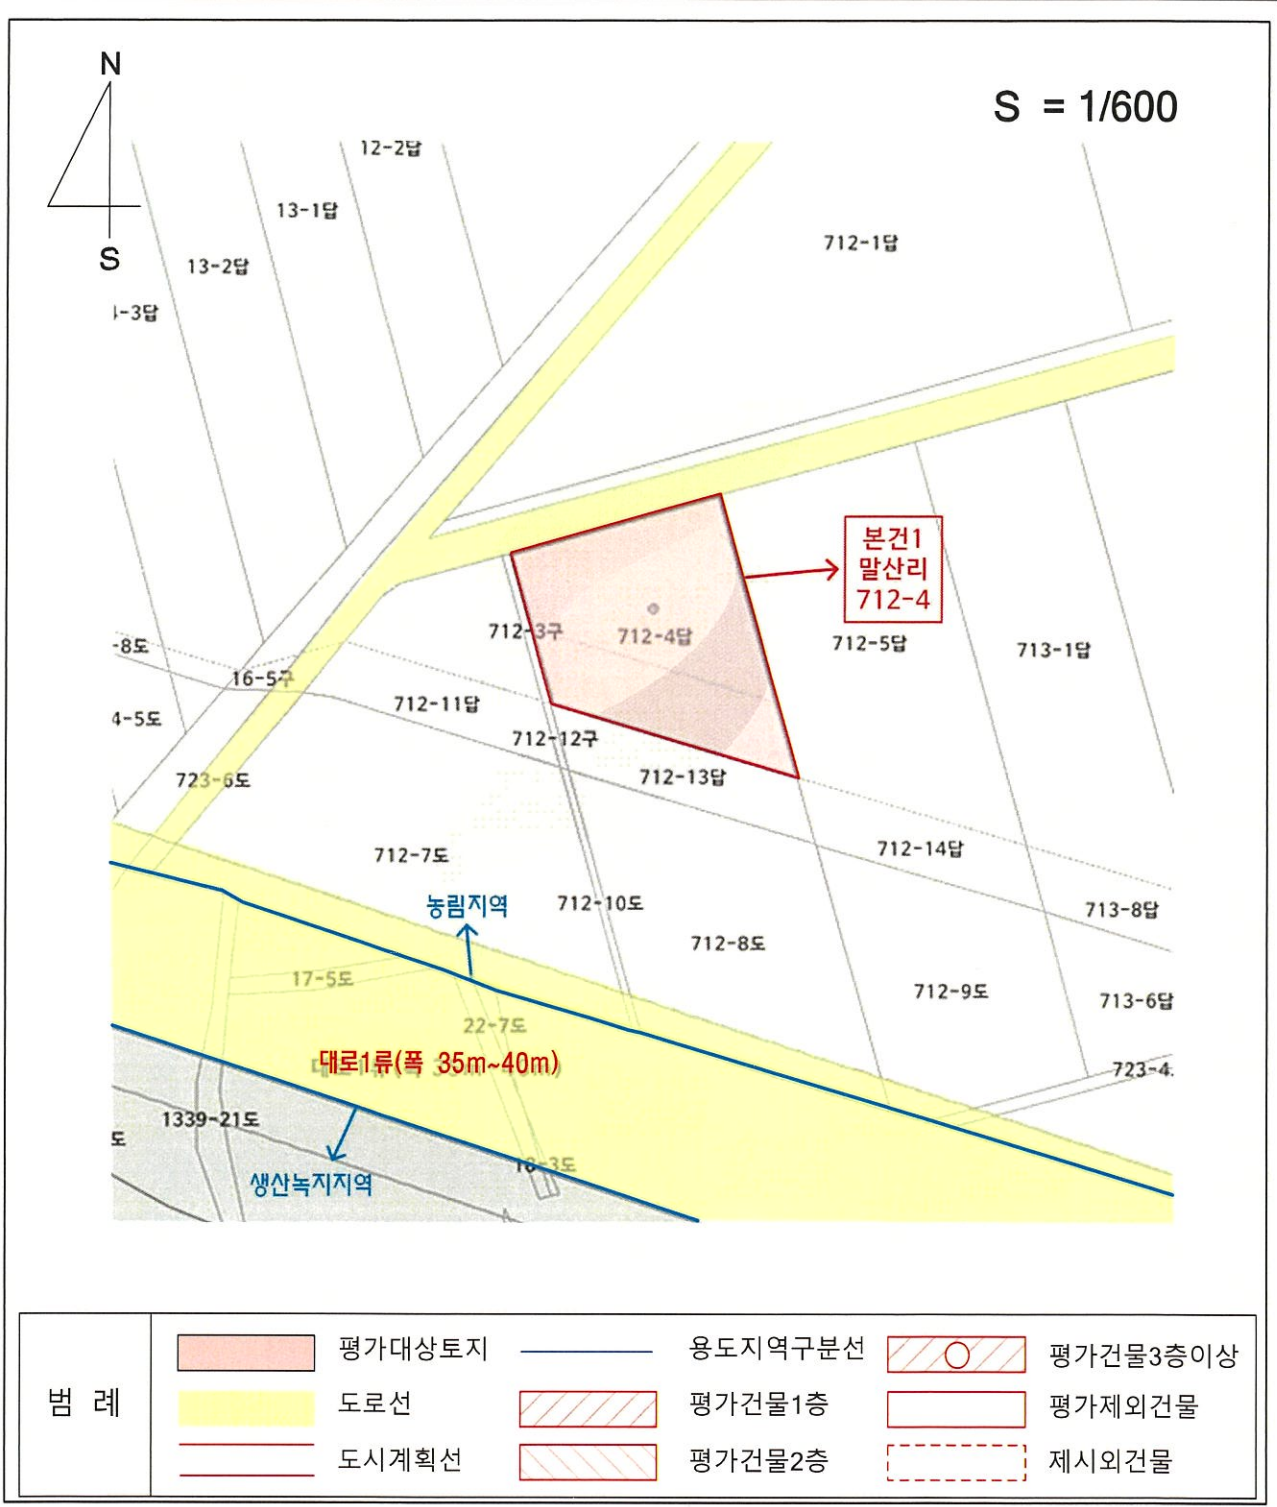 N
S = 1/600
S
12-2답
13-1답
13-2답
712-1답
-3답
본건1
말산리
712-4
712-3구
712-4답
712-5답
713-1답
-8도
16-5구
712-11답
4-5도
712-12구
712-13답
723-6도
712-7도
712-14답
농림지역
712-10도
713-8답
712-8도
17-5도
712-9도
713-6답
22-7도
대로1류(폭 35m~40m)
723-4
1339-21도
도
18-3도
생산녹지지역
범 례
평가대상토지
용도지역구분선
평가건물3층이상
도로선
평가건물1층
평가제외건물
도시계획선
평가건물2층
제시외건물